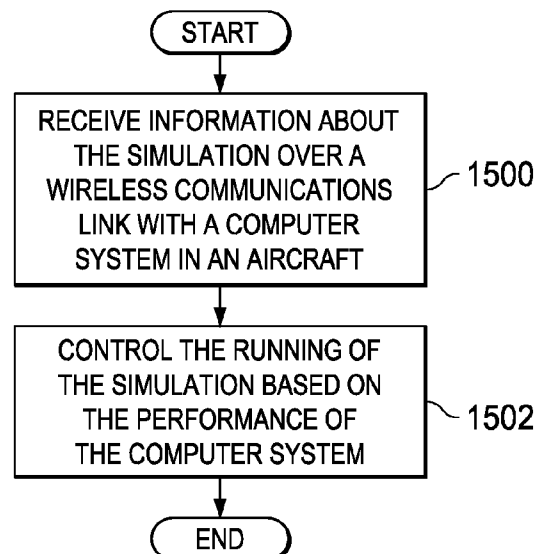 START
RECEIVE INFORMATION ABOUT
THE SIMULATION OVER A
WIRELESS COMMUNICATIONS
LINK WITH A COMPUTER
SYSTEM IN AN AIRCRAFT
1500
CONTROL THE RUNNING OF
THE SIMULATION BASED ON
THE PERFORMANCE OF
THE COMPUTER SYSTEM
1502
END